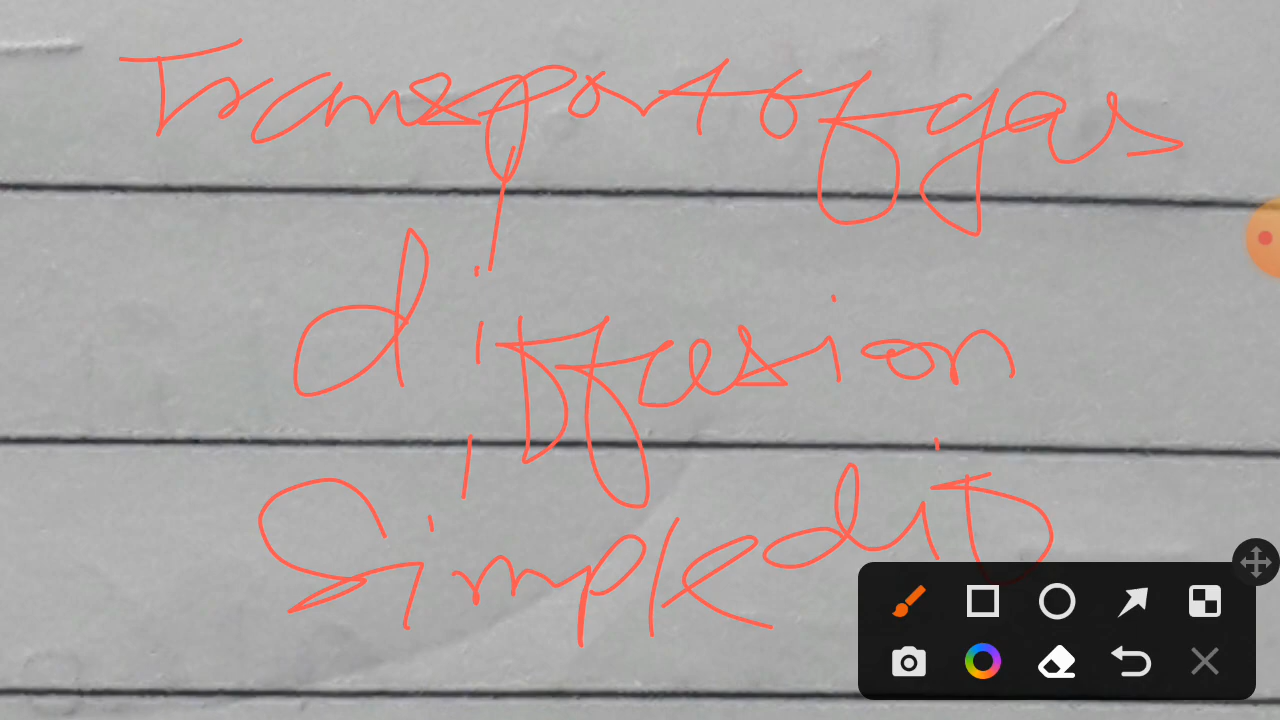 Transport of gas
diffusion
Simple dif